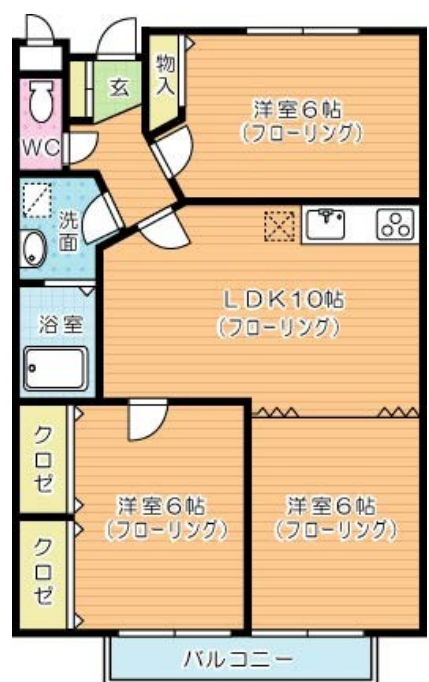 物入
玄
洋室6帖
(フローリング)
WC
洗面
LDK10帖
(フローリング)
浴室
クロゼ
洋室6帖
(フローリング)
洋室6帖
(フローリング)
クロゼ
バルコニー